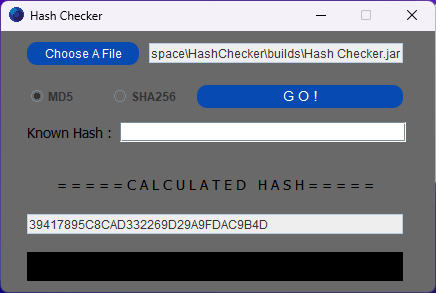 Hash Checker
Choose A File
space\HashChecker\builds\Hash Checker.jar
MD5
SHA256
G O !
Known Hash :
= = = = = C A L C U L A T E D  H A S H = = = = =
39417895C8CAD332269D29A9FDAC9B4D